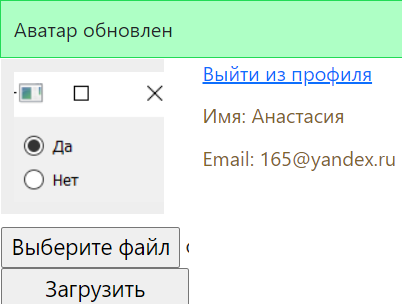 Аватар обновлен
Выйти из профиля
Да
Имя: Анастасия
Нет
Email: 165@yandex.ru
Выберите файл
Загрузить